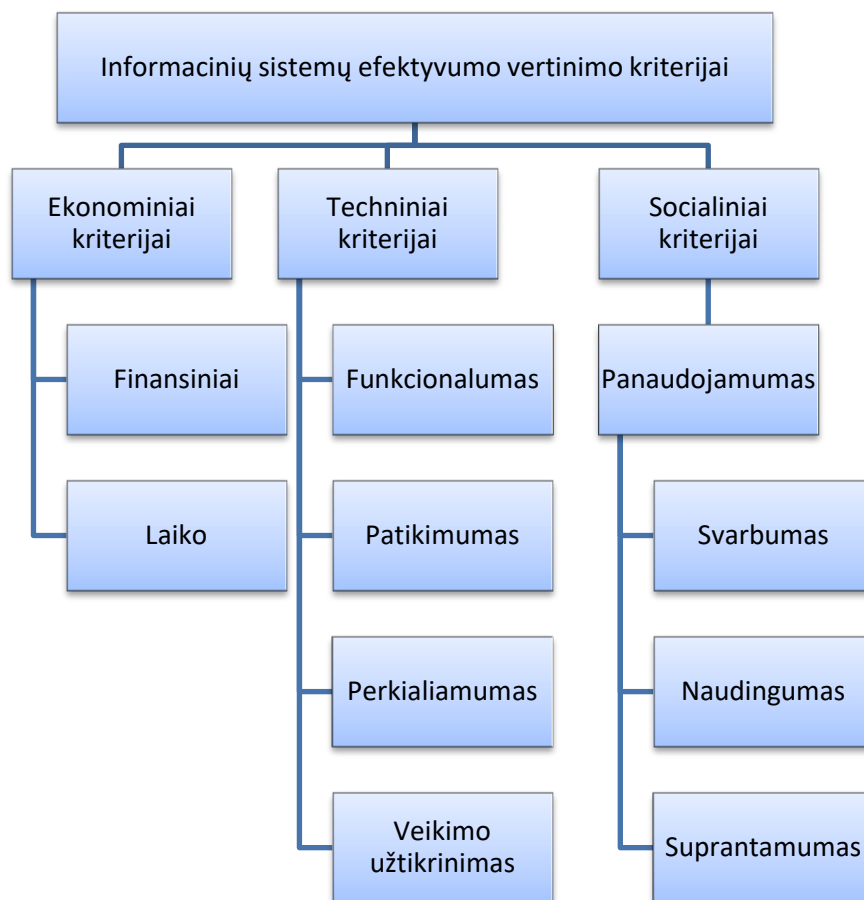 Informacinių sistemų efektyvumo vertinimo kriterijai
Ekonominiai
kriterijai
Techniniai
kriterijai
Socialiniai
kriterijai
Finansiniai
Funkcionalumas
Panaudojamumas
Laiko
Patikimumas
Svarbumas
Perkialiamumas
Naudingumas
Veikimo
užtikrinimas
Suprantamumas